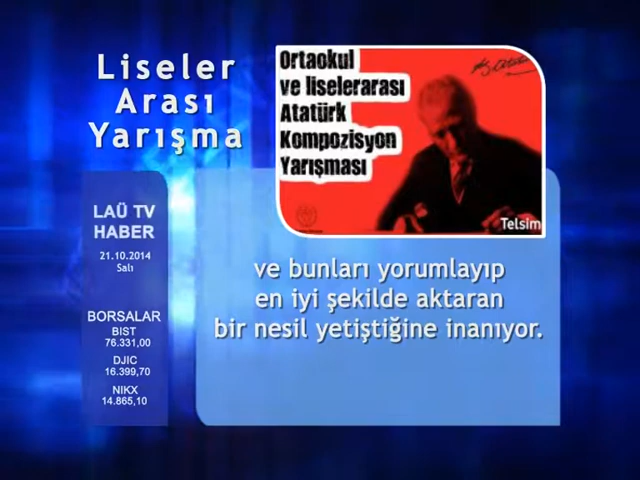 Liseler
Arası
Yarışma
Ortaokul
ve liselerarası
Atatürk
Kompozisyon
Yarışması
Telsim
LAÜ TV
HABER
21.10.2014
Salı
BORSALAR
BIST
76.331,00
DJIC
16.399,70
NIKX
14.865,10
ve bunları yorumlayıp
en iyi şekilde aktaran
bir nesil yetiştiğine inanıyor.